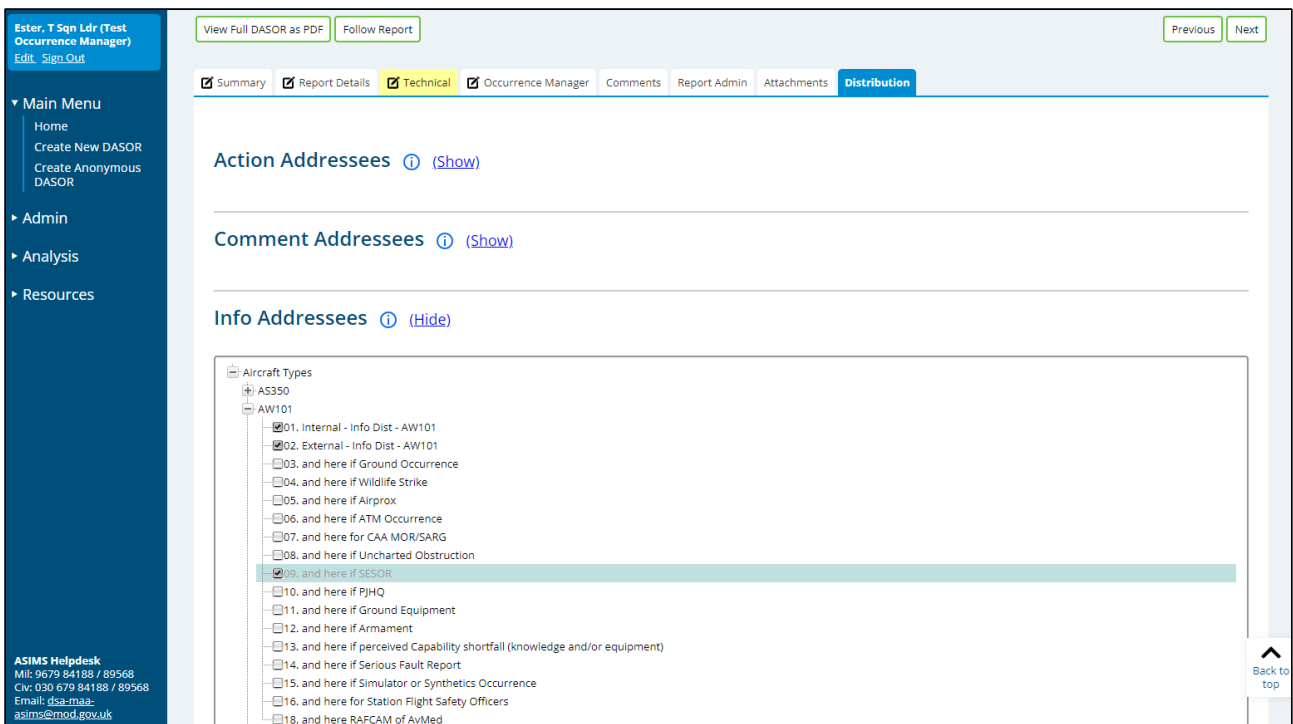 Ester, T Sqn Ldr (Test
Occurrence Manager)
Edit Sign Out
Main Menu
Home
Create New DASOR
Create Anonymous
DASOR
Admin
Analysis
Resources
ASIMS Helpdesk
Mil: 9679 84188 / 89568
Civ: 030 679 84188 / 89568
Email: dsa-maa-
asims@mod.gov.uk
View Full DASOR as PDF Follow Report Previous Next
Summary Report Details Technical Occurrence Manager Comments Report Admin Attachments Distribution
Action Addressees (Show)
Comment Addressees (Show)
Info Addressees (Hide)
Aircraft Types
AS350
AW101
01. Internal - Info Dist - AW101
02. External - Info Dist - AW101
03. and here if Ground Occurrence
04. and here if Wildlife Strike
05. and here if Airprox
06. and here if ATM Occurrence
07. and here for CAA MOR/SARG
08. and here if Uncharted Obstruction
09. and here if SESOR
10. and here if PJHQ
11. and here if Ground Equipment
12. and here if Armament
13. and here if perceived Capability shortfall (knowledge and/or equipment)
14. and here if Serious Fault Report
15. and here if Simulator or Synthetics Occurrence
16. and here for Station Flight Safety Officers
18. and here RAFCAM of AvMed
Back to
top